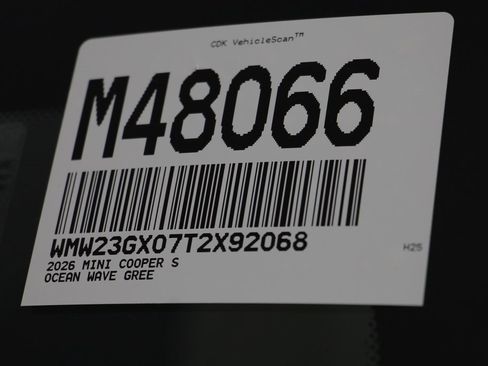 CDK VehicleScan™
M48066
WMW23GX07T2X92068
2026 MINI COOPER S
OCEAN WAVE GREE
H25